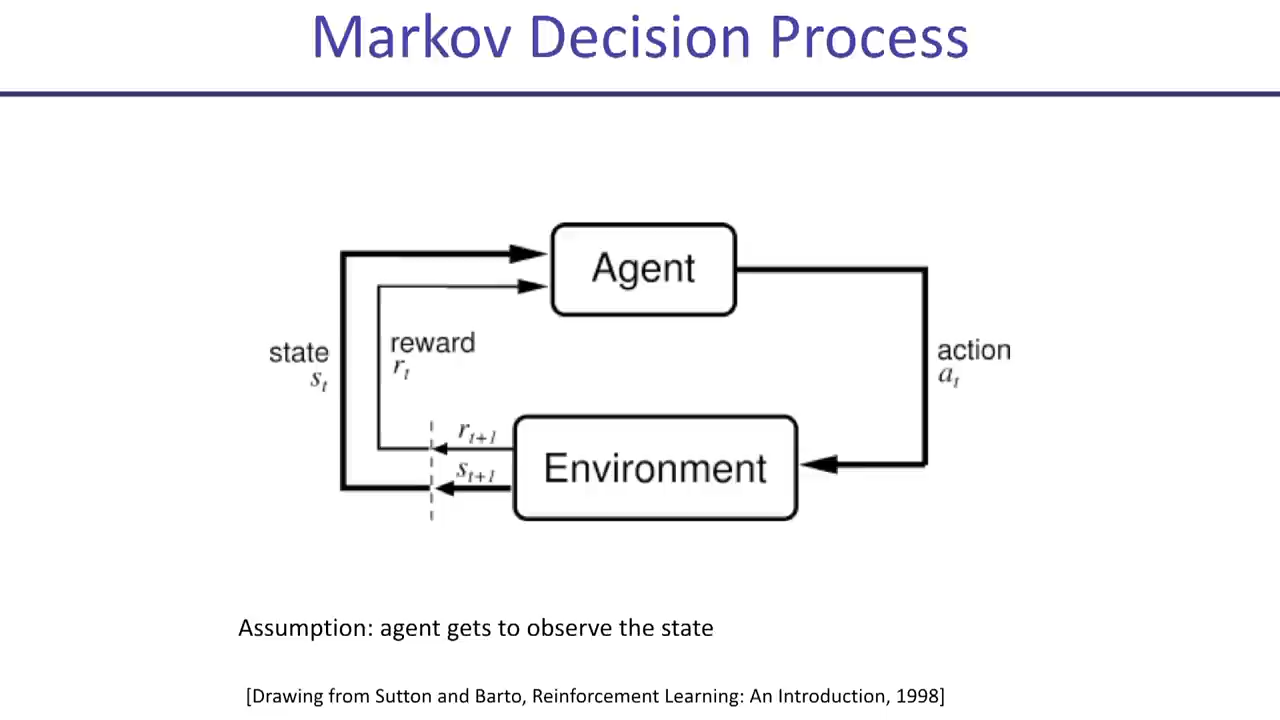 Markov Decision Process
Agent
state
s_t
reward
r_t
action
a_t
r_{t+1}
s_{t+1}
Environment
Assumption: agent gets to observe the state
[Drawing from Sutton and Barto, Reinforcement Learning: An Introduction, 1998]